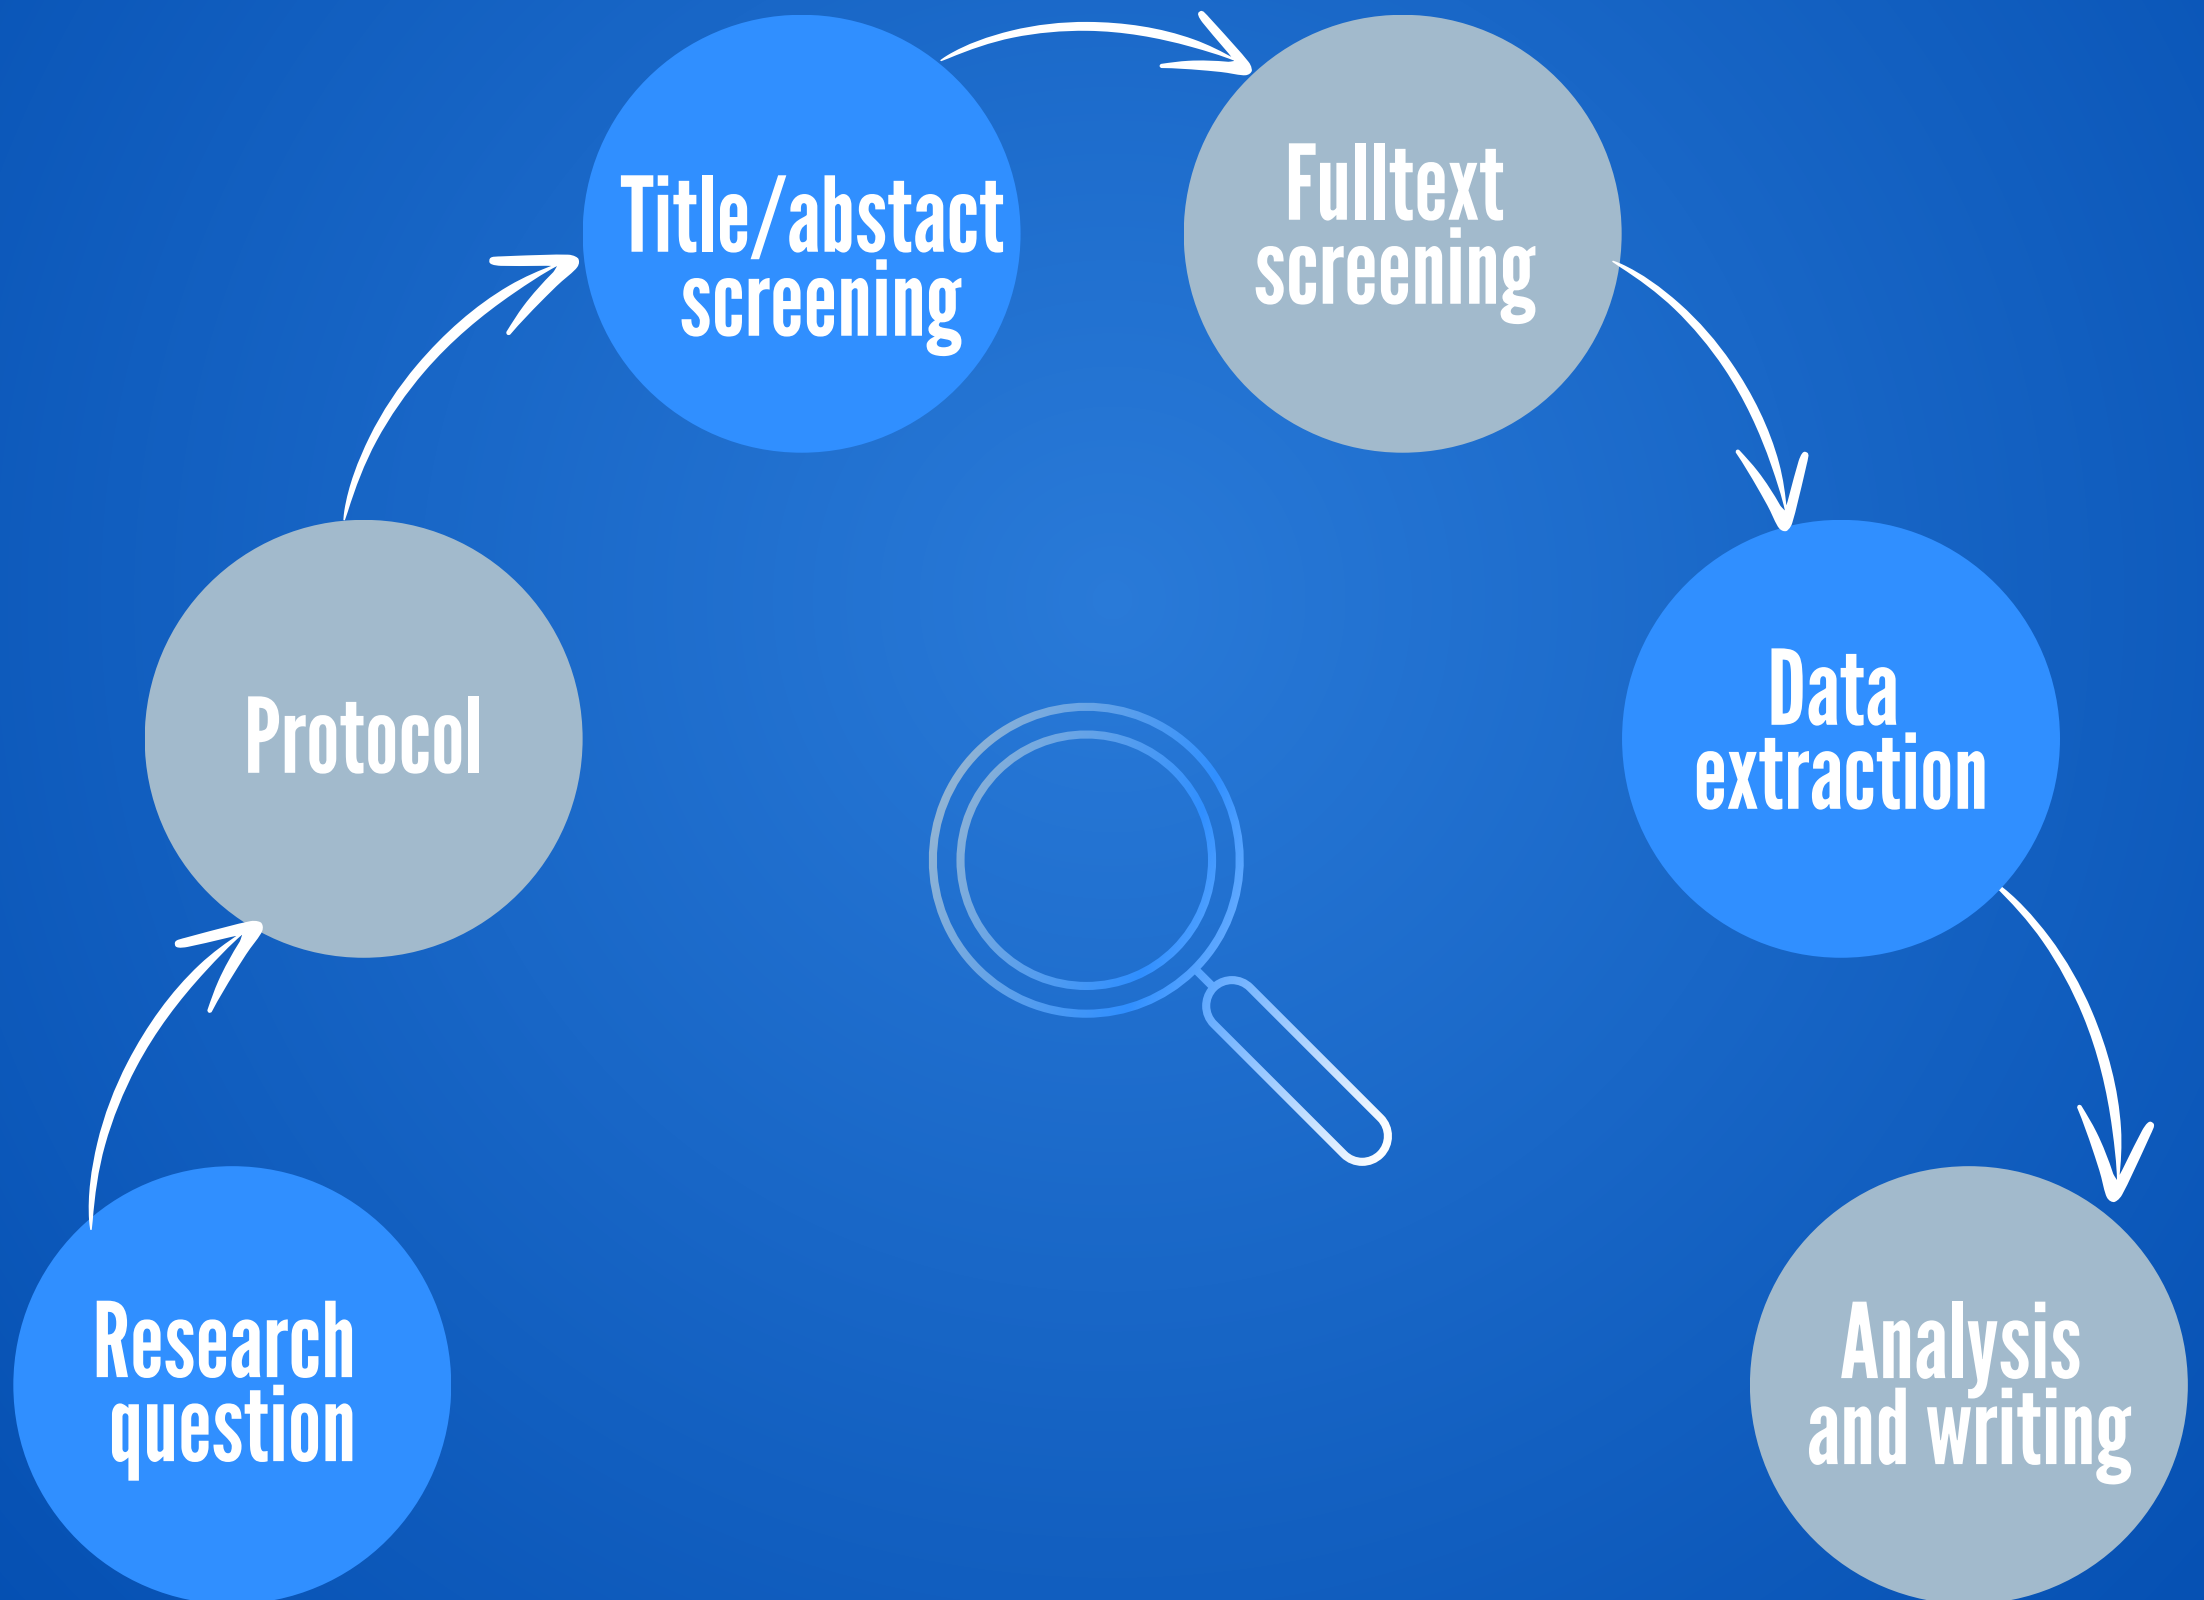 Research
question
Protocol
Title/abstact
screening
Fulltext
screening
Data
extraction
Analysis
and writing